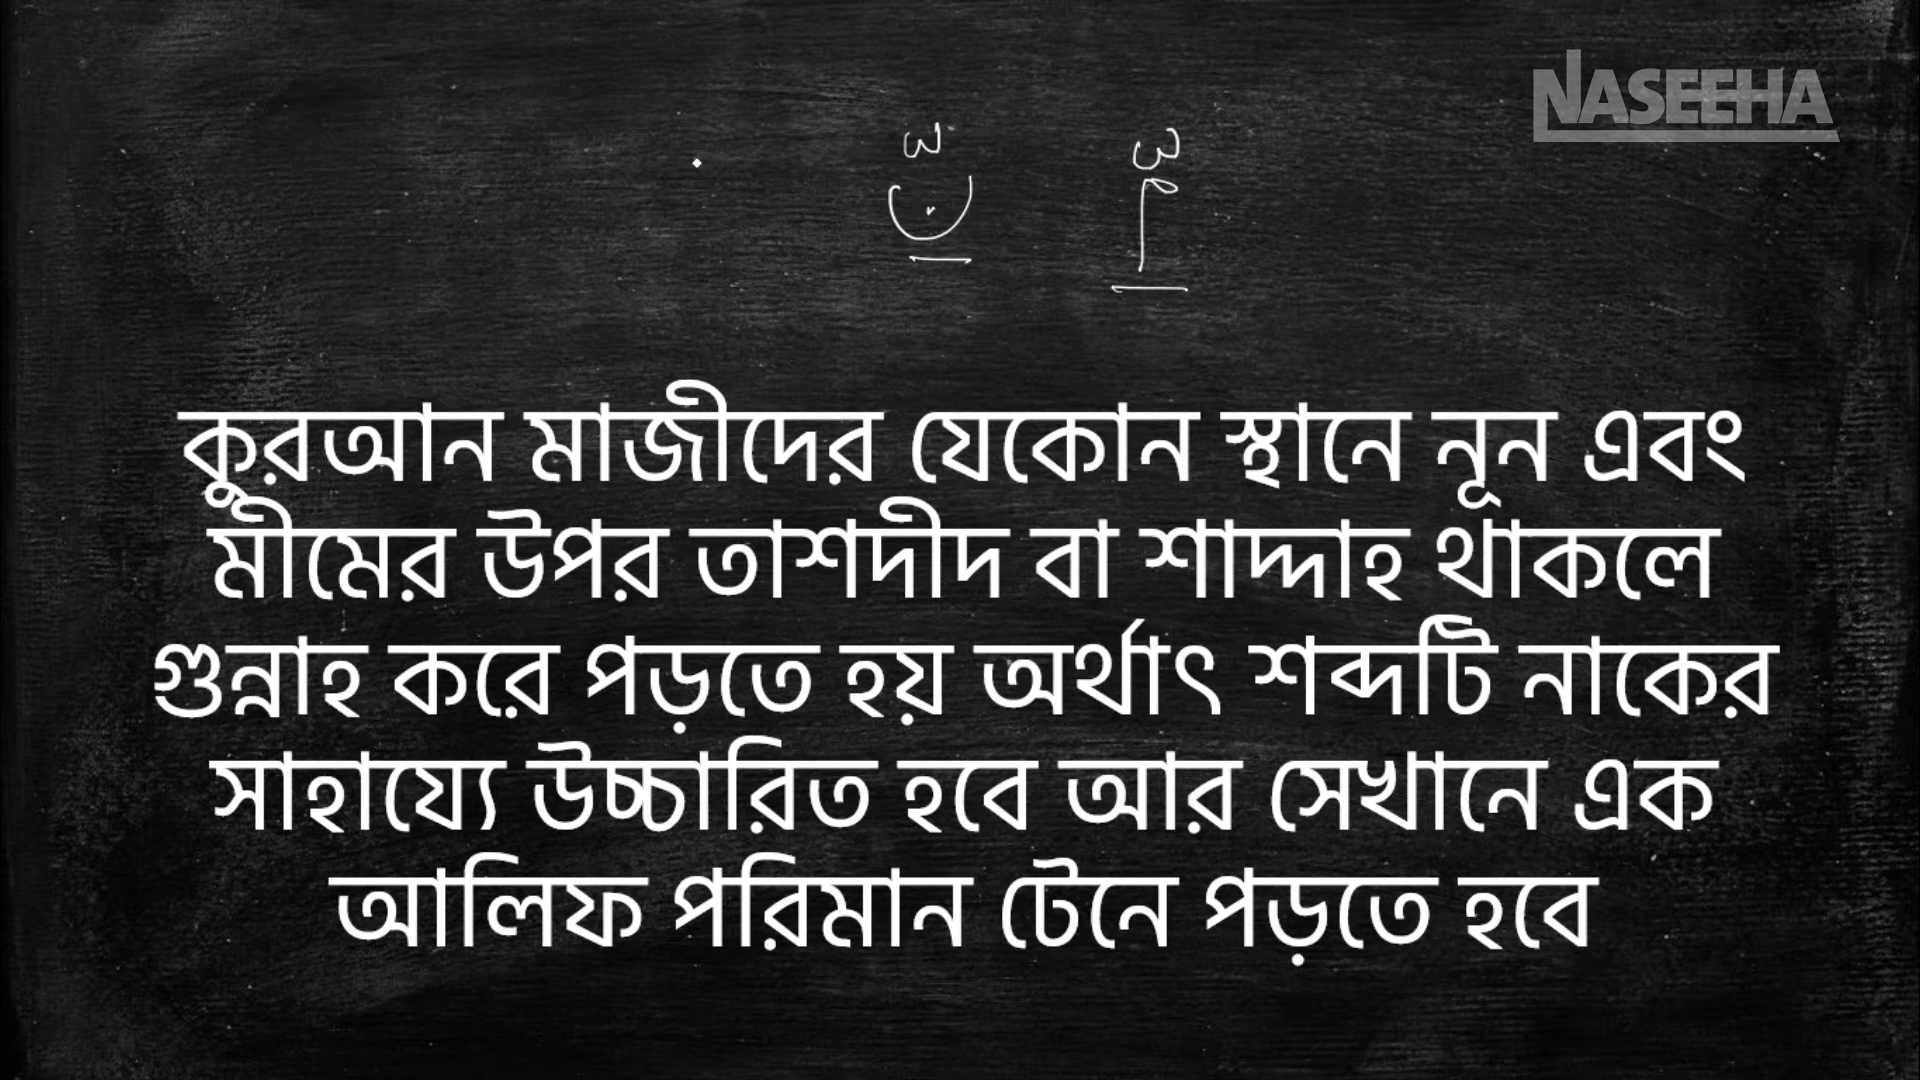 NASEEHA
نّ مّ
কুরআন মাজীদের যেকোন স্থানে নূন এবং
মীমের উপর তাশদীদ বা শাদ্দাহ থাকলে
গুন্নাহ করে পড়তে হয় অর্থাৎ শব্দটি নাকের
সাহায্যে উচ্চারিত হবে আর সেখানে এক
আলিফ পরিমান টেনে পড়তে হবে